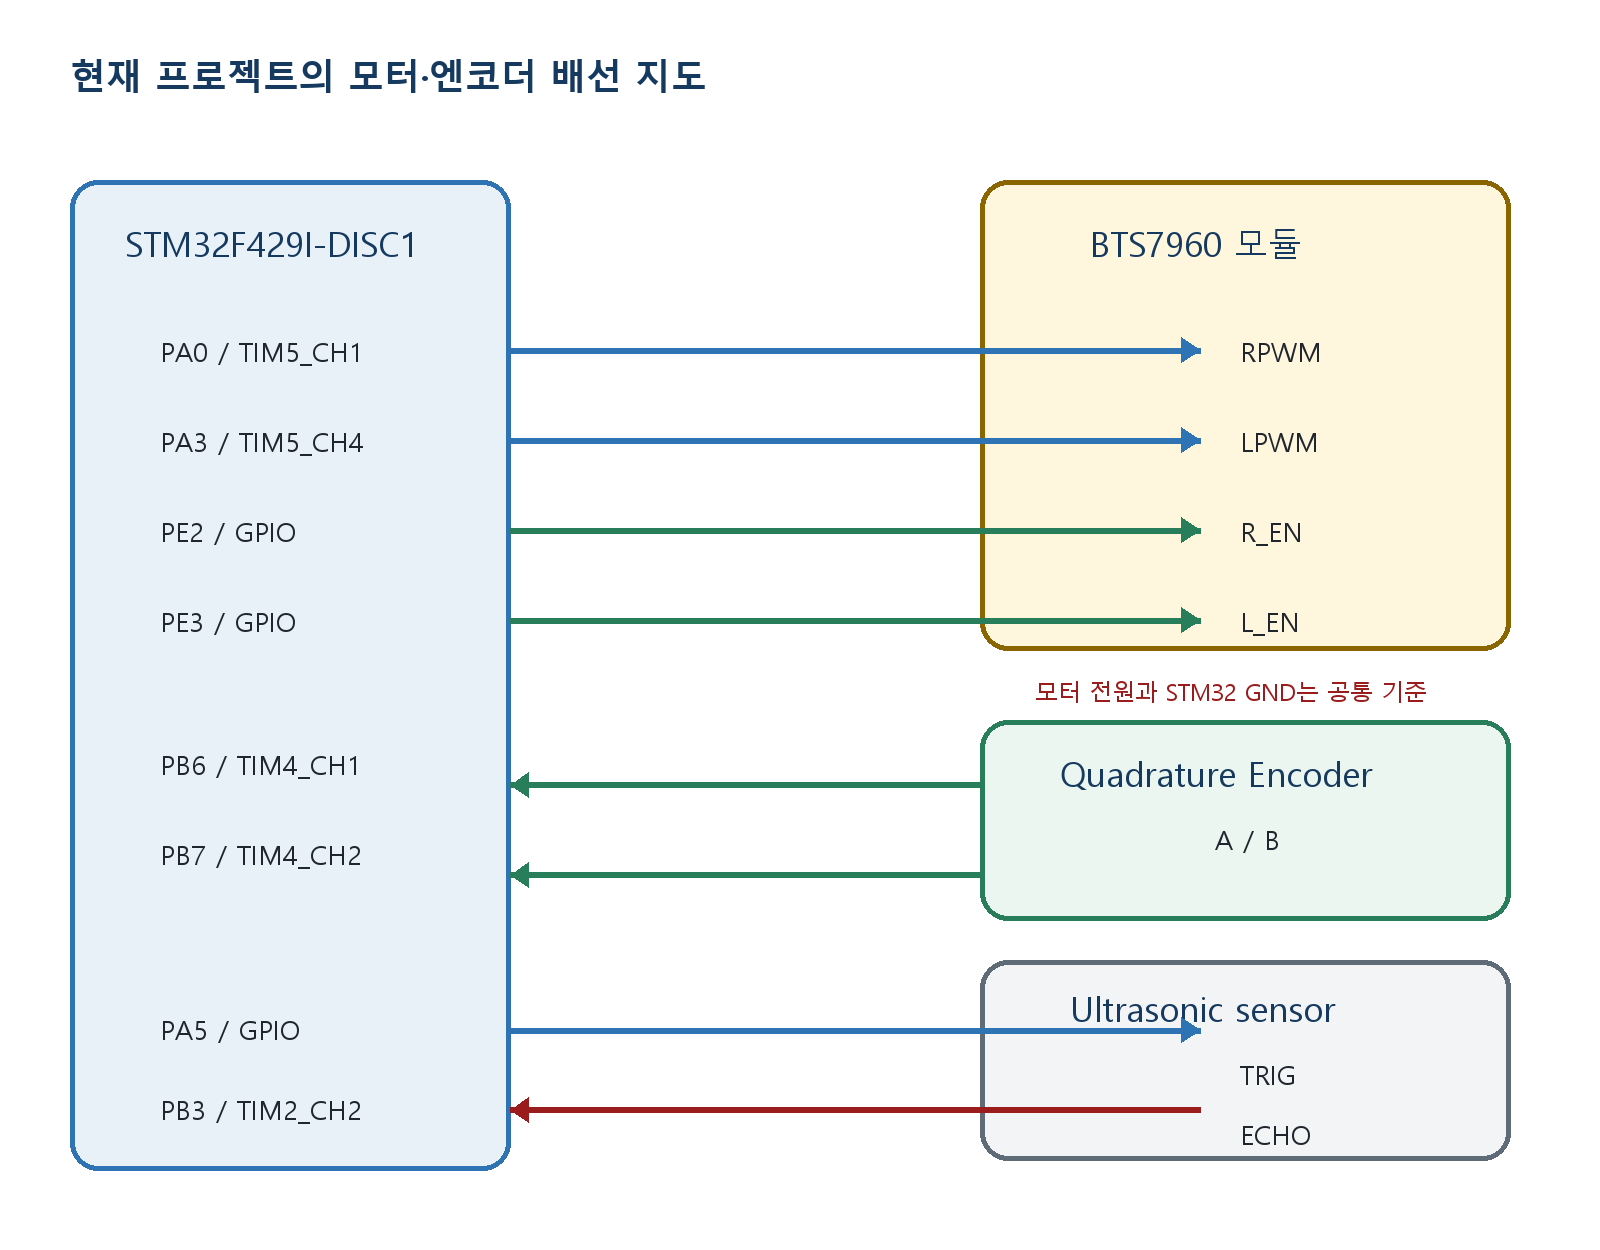 현재 프로젝트의 모터·엔코더 배선 지도
STM32F429I-DISC1
PA0 / TIM5_CH1
PA3 / TIM5_CH4
PE2 / GPIO
PE3 / GPIO
PB6 / TIM4_CH1
PB7 / TIM4_CH2
PA5 / GPIO
PB3 / TIM2_CH2
BTS7960 모듈
RPWM
LPWM
R_EN
L_EN
모터 전원과 STM32 GND는 공통 기준
Quadrature Encoder
A / B
Ultrasonic sensor
TRIG
ECHO